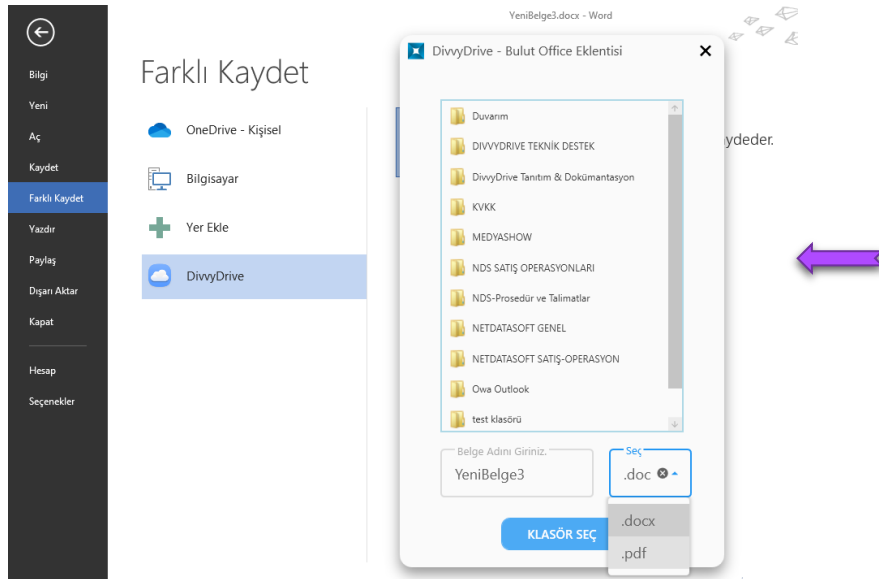 YeniBelge3.docx - Word
Bilgi
Yeni
Aç
Kaydet
Farklı Kaydet
Yazdır
Paylaş
Dışarı Aktar
Kapat
Hesap
Seçenekler
Farklı Kaydet
OneDrive - Kişisel
Bilgisayar
Yer Ekle
DivvyDrive
ydeder.
DivvyDrive - Bulut Office Eklentisi
Duvarım
DIVVYDRIVE TEKNİK DESTEK
DivvyDrive Tanıtım & Dokümantasyon
KVKK
MEDYASHOW
NDS SATIŞ OPERASYONLARI
NDS-Prosedür ve Talimatlar
NETDATASOFT GENEL
NETDATASOFT SATIŞ-OPERASYON
Owa Outlook
test klasörü
Belge Adını Giriniz.
YeniBelge3
Seç
.doc
.docx
.pdf
KLASÖR SEÇ